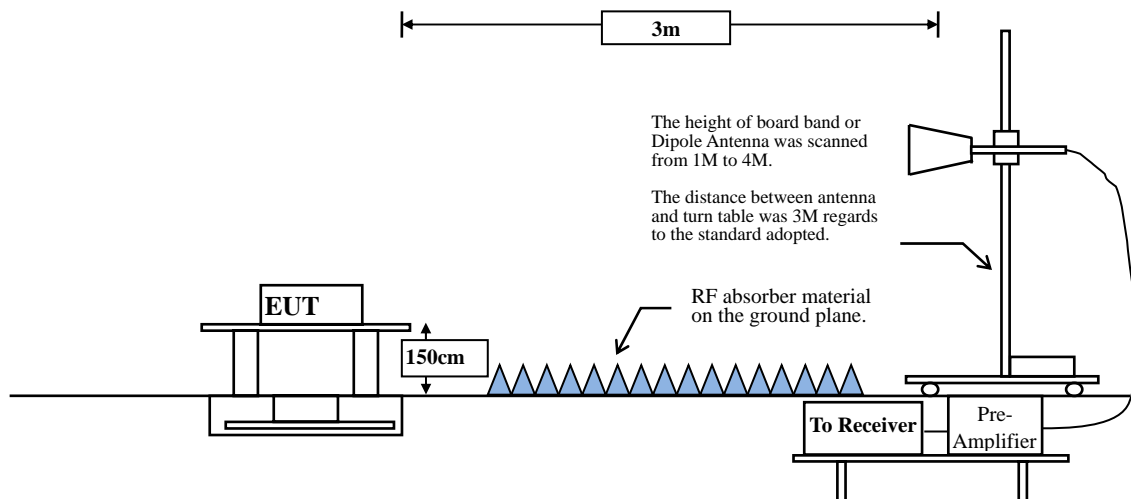 3m
The height of board band or
Dipole Antenna was scanned
from 1M to 4M.
The distance between antenna
and turn table was 3M regards
to the standard adopted.
EUT
RF absorber material
on the ground plane.
150cm
To Receiver
Pre-
Amplifier